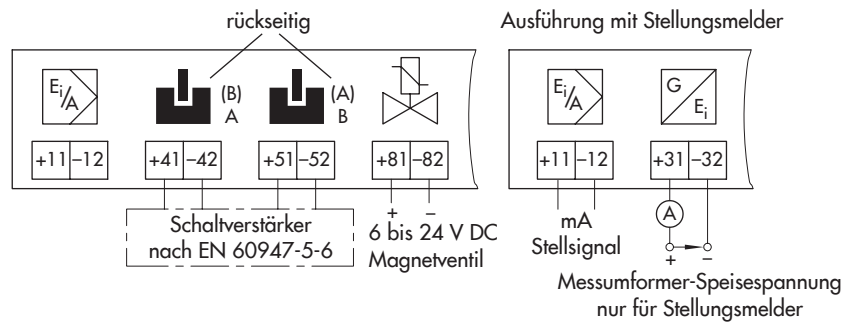 rückseitig
Ausführung mit Stellungsmelder
Ei/A
(B)
A
(A)
B
Ei/A
G
Ei
+11 –12
+41 –42
+51 –52
+81 –82
+11 –12
+31 –32
+ –
A
Schaltverstärker
nach EN 60947-5-6
6 bis 24 V DC
Magnetventil
mA
Stellsignal
+ –
Messumformer-Speisespannung
nur für Stellungsmelder